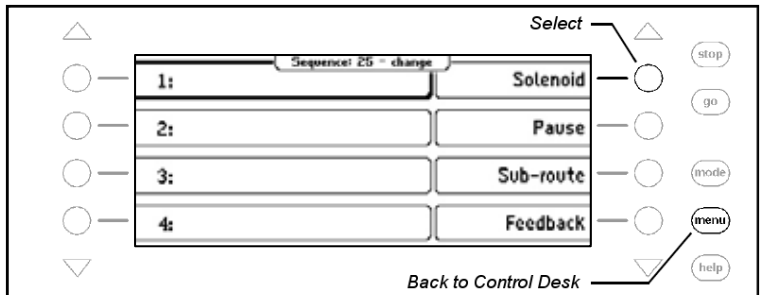 Select
stop
Sequence: 25 - change
1: Solenoid
go
2: Pause
3: Sub-route
mode
4: Feedback
menu
help
Back to Control Desk